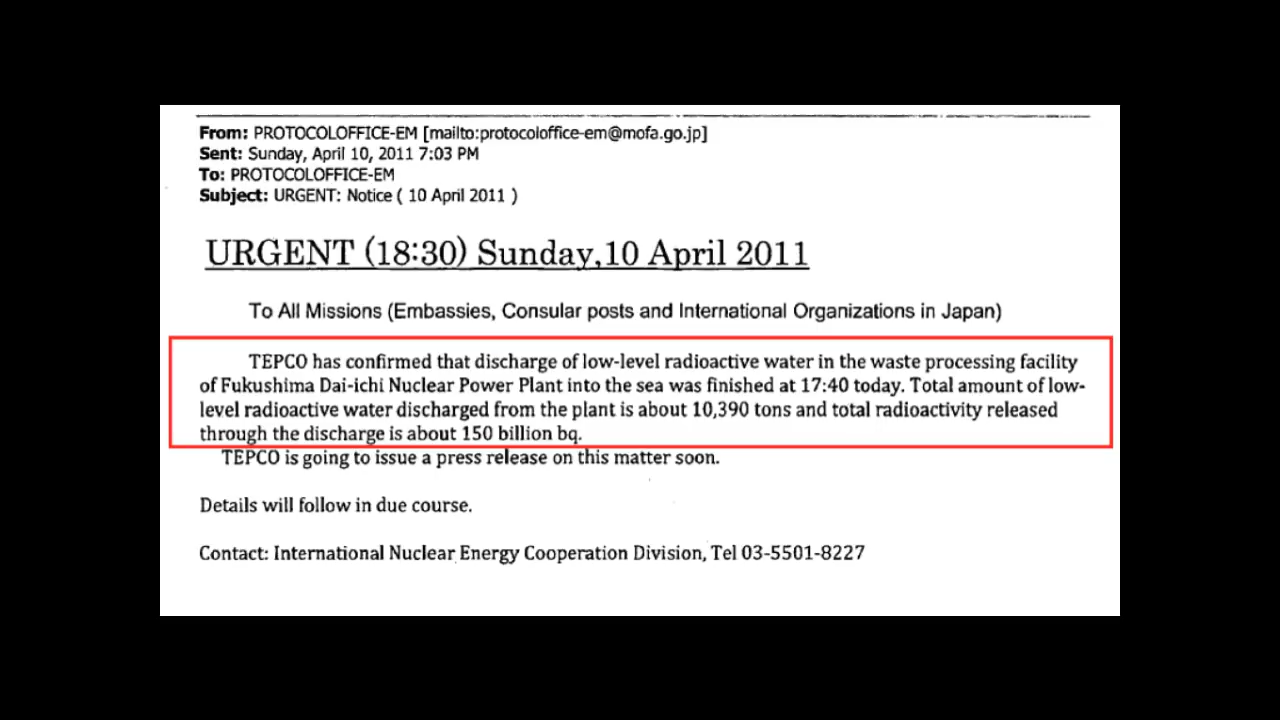 From: PROTOCOLOFFICE-EM [mailto:protocoloffice-em@mofa.go.jp]
Sent: Sunday, April 10, 2011 7:03 PM
To: PROTOCOLOFFICE-EM
Subject: URGENT: Notice ( 10 April 2011 )
URGENT (18:30) Sunday,10 April 2011
To All Missions (Embassies, Consular posts and International Organizations in Japan)
TEPCO has confirmed that discharge of low-level radioactive water in the waste processing facility
of Fukushima Dai-ichi Nuclear Power Plant into the sea was finished at 17:40 today. Total amount of low-
level radioactive water discharged from the plant is about 10,390 tons and total radioactivity released
through the discharge is about 150 billion bq.
TEPCO is going to issue a press release on this matter soon.
Details will follow in due course.
Contact: International Nuclear Energy Cooperation Division, Tel 03-5501-8227